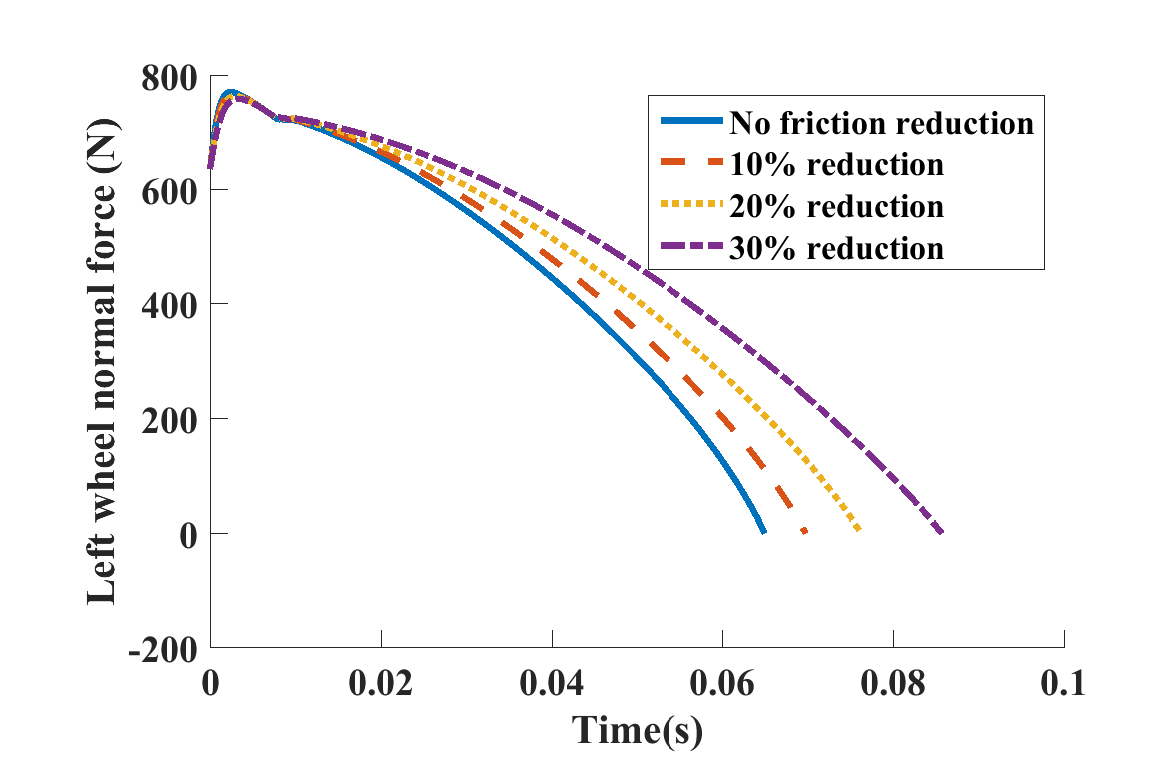 800
600
400
200
0
-200
Left wheel normal force (N)
No friction reduction
10% reduction
20% reduction
30% reduction
0 0.02 0.04 0.06 0.08 0.1
Time(s)